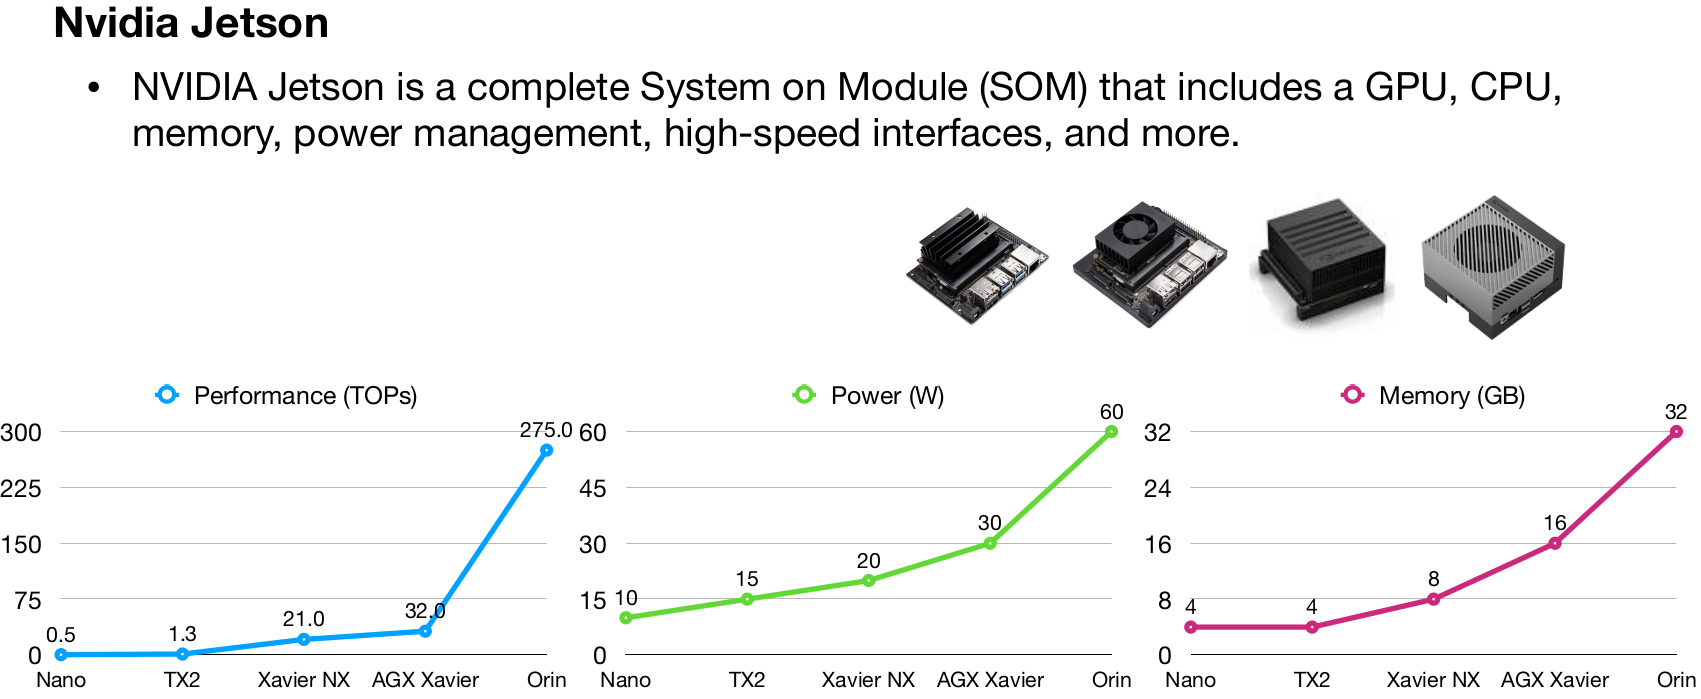 Nvidia Jetson
• NVIDIA Jetson is a complete System on Module (SOM) that includes a GPU, CPU,
memory, power management, high-speed interfaces, and more.
Performance (TOPs)
300
225
150
75
0
0.5
1.3
21.0
32.0
275.0
Nano
TX2
Xavier NX
AGX Xavier
Orin
Power (W)
60
45
30
15
0
10
15
20
30
60
Nano
TX2
Xavier NX
AGX Xavier
Orin
Memory (GB)
32
24
16
8
0
4
4
8
16
32
Nano
TX2
Xavier NX
AGX Xavier
Orin